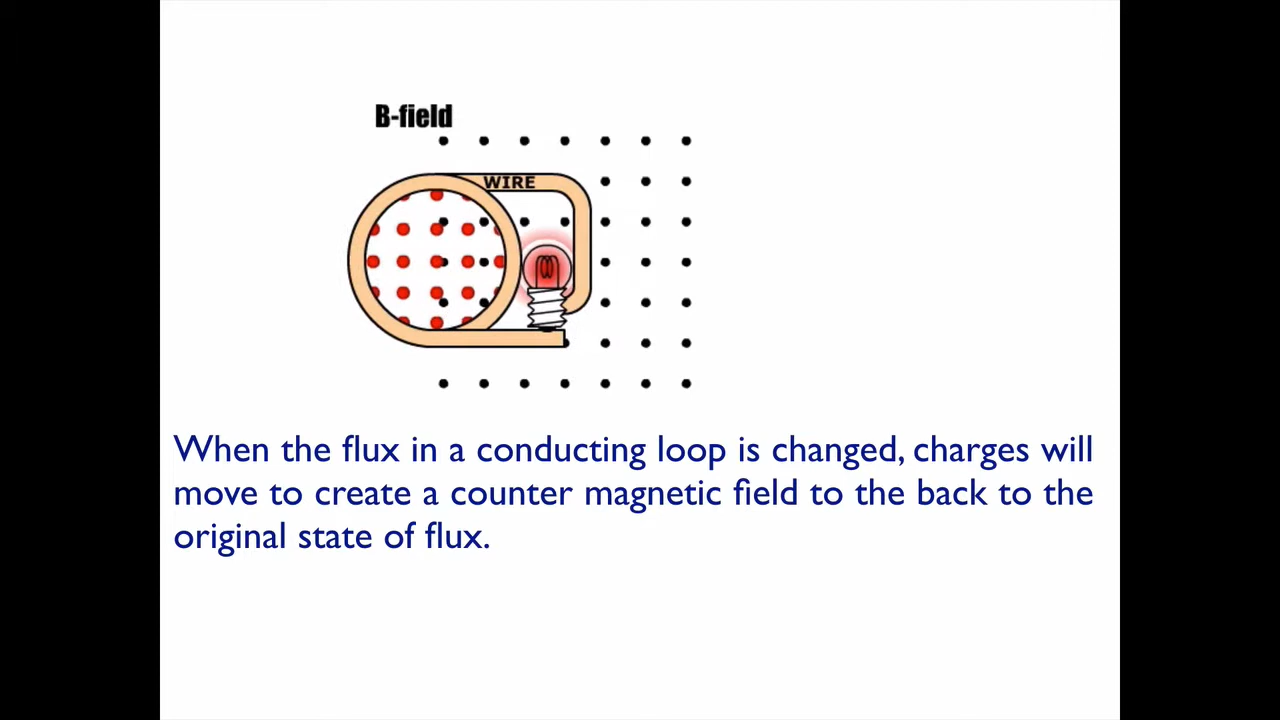 B-field
WIRE
When the flux in a conducting loop is changed, charges will
move to create a counter magnetic field to the back to the
original state of flux.